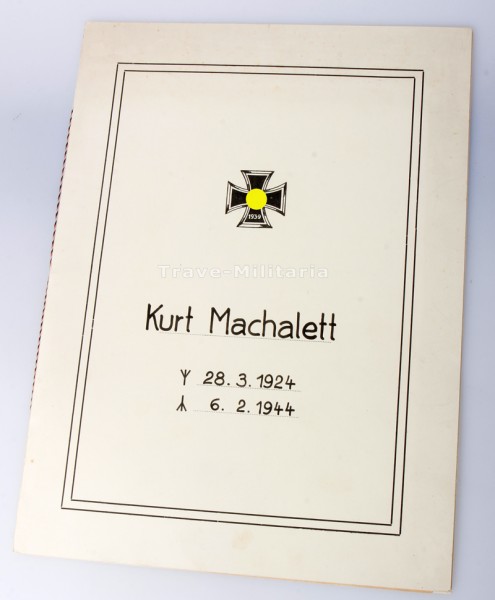 1939
Trave-Militaria
Kurt Machalett
ᛉ 28.3.1924
ᛦ 6.2.1944